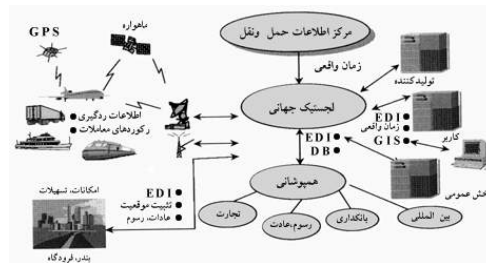 مرکز اطلاعات حمل ونقل
ماهواره
GPS
زمان واقعی
تولیدکننده
لجستیک جهانی
اطلاعات ردگیری
رکوردهای معاملات
EDI
زمان واقعی
GIS
کاربر
EDI
DB
بخش عمومی
همپوشانی
امکانات، تسهیلات
EDI
تثبیت موقعیت
عادات، رسوم
تجارت
رسوم،عادت
بانکداری
بین المللی
بندر، فرودگاه